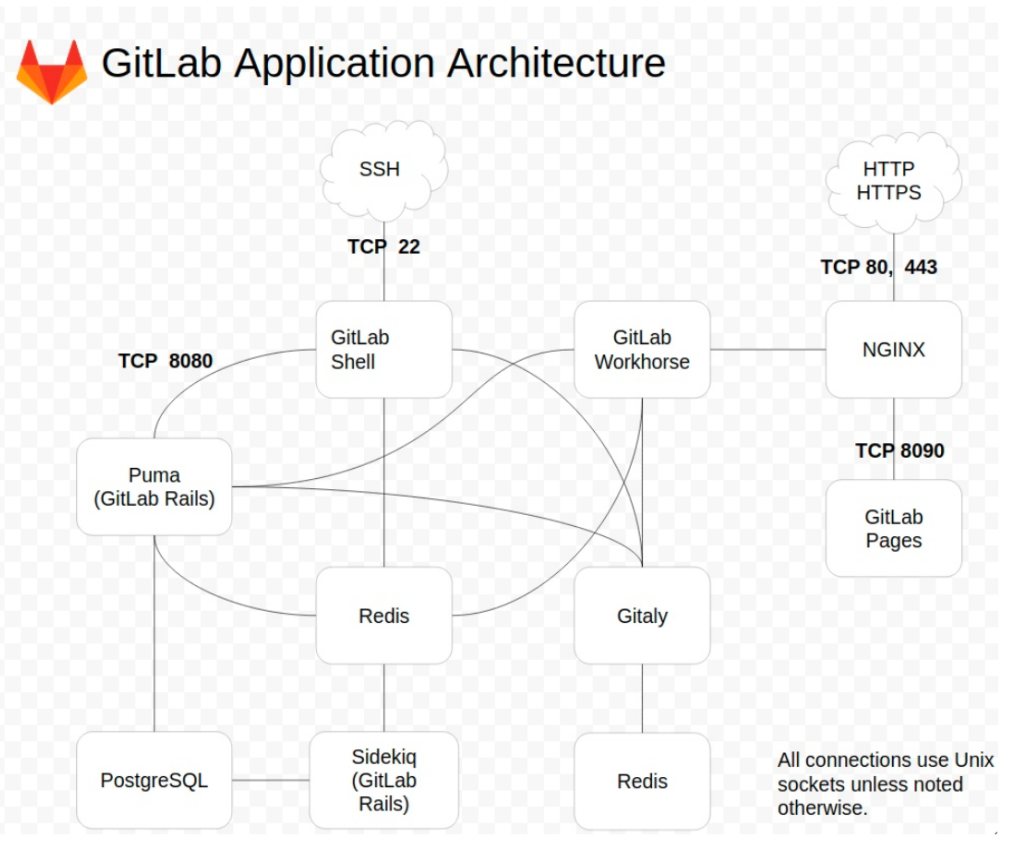 GitLab Application Architecture
SSH
HTTP
HTTPS
TCP 22
TCP 80, 443
GitLab
Shell
GitLab
Workhorse
NGINX
TCP 8080
TCP 8090
Puma
(GitLab Rails)
GitLab
Pages
Redis
Gitaly
PostgreSQL
Sidekiq
(GitLab
Rails)
Redis
All connections use Unix
sockets unless noted
otherwise.